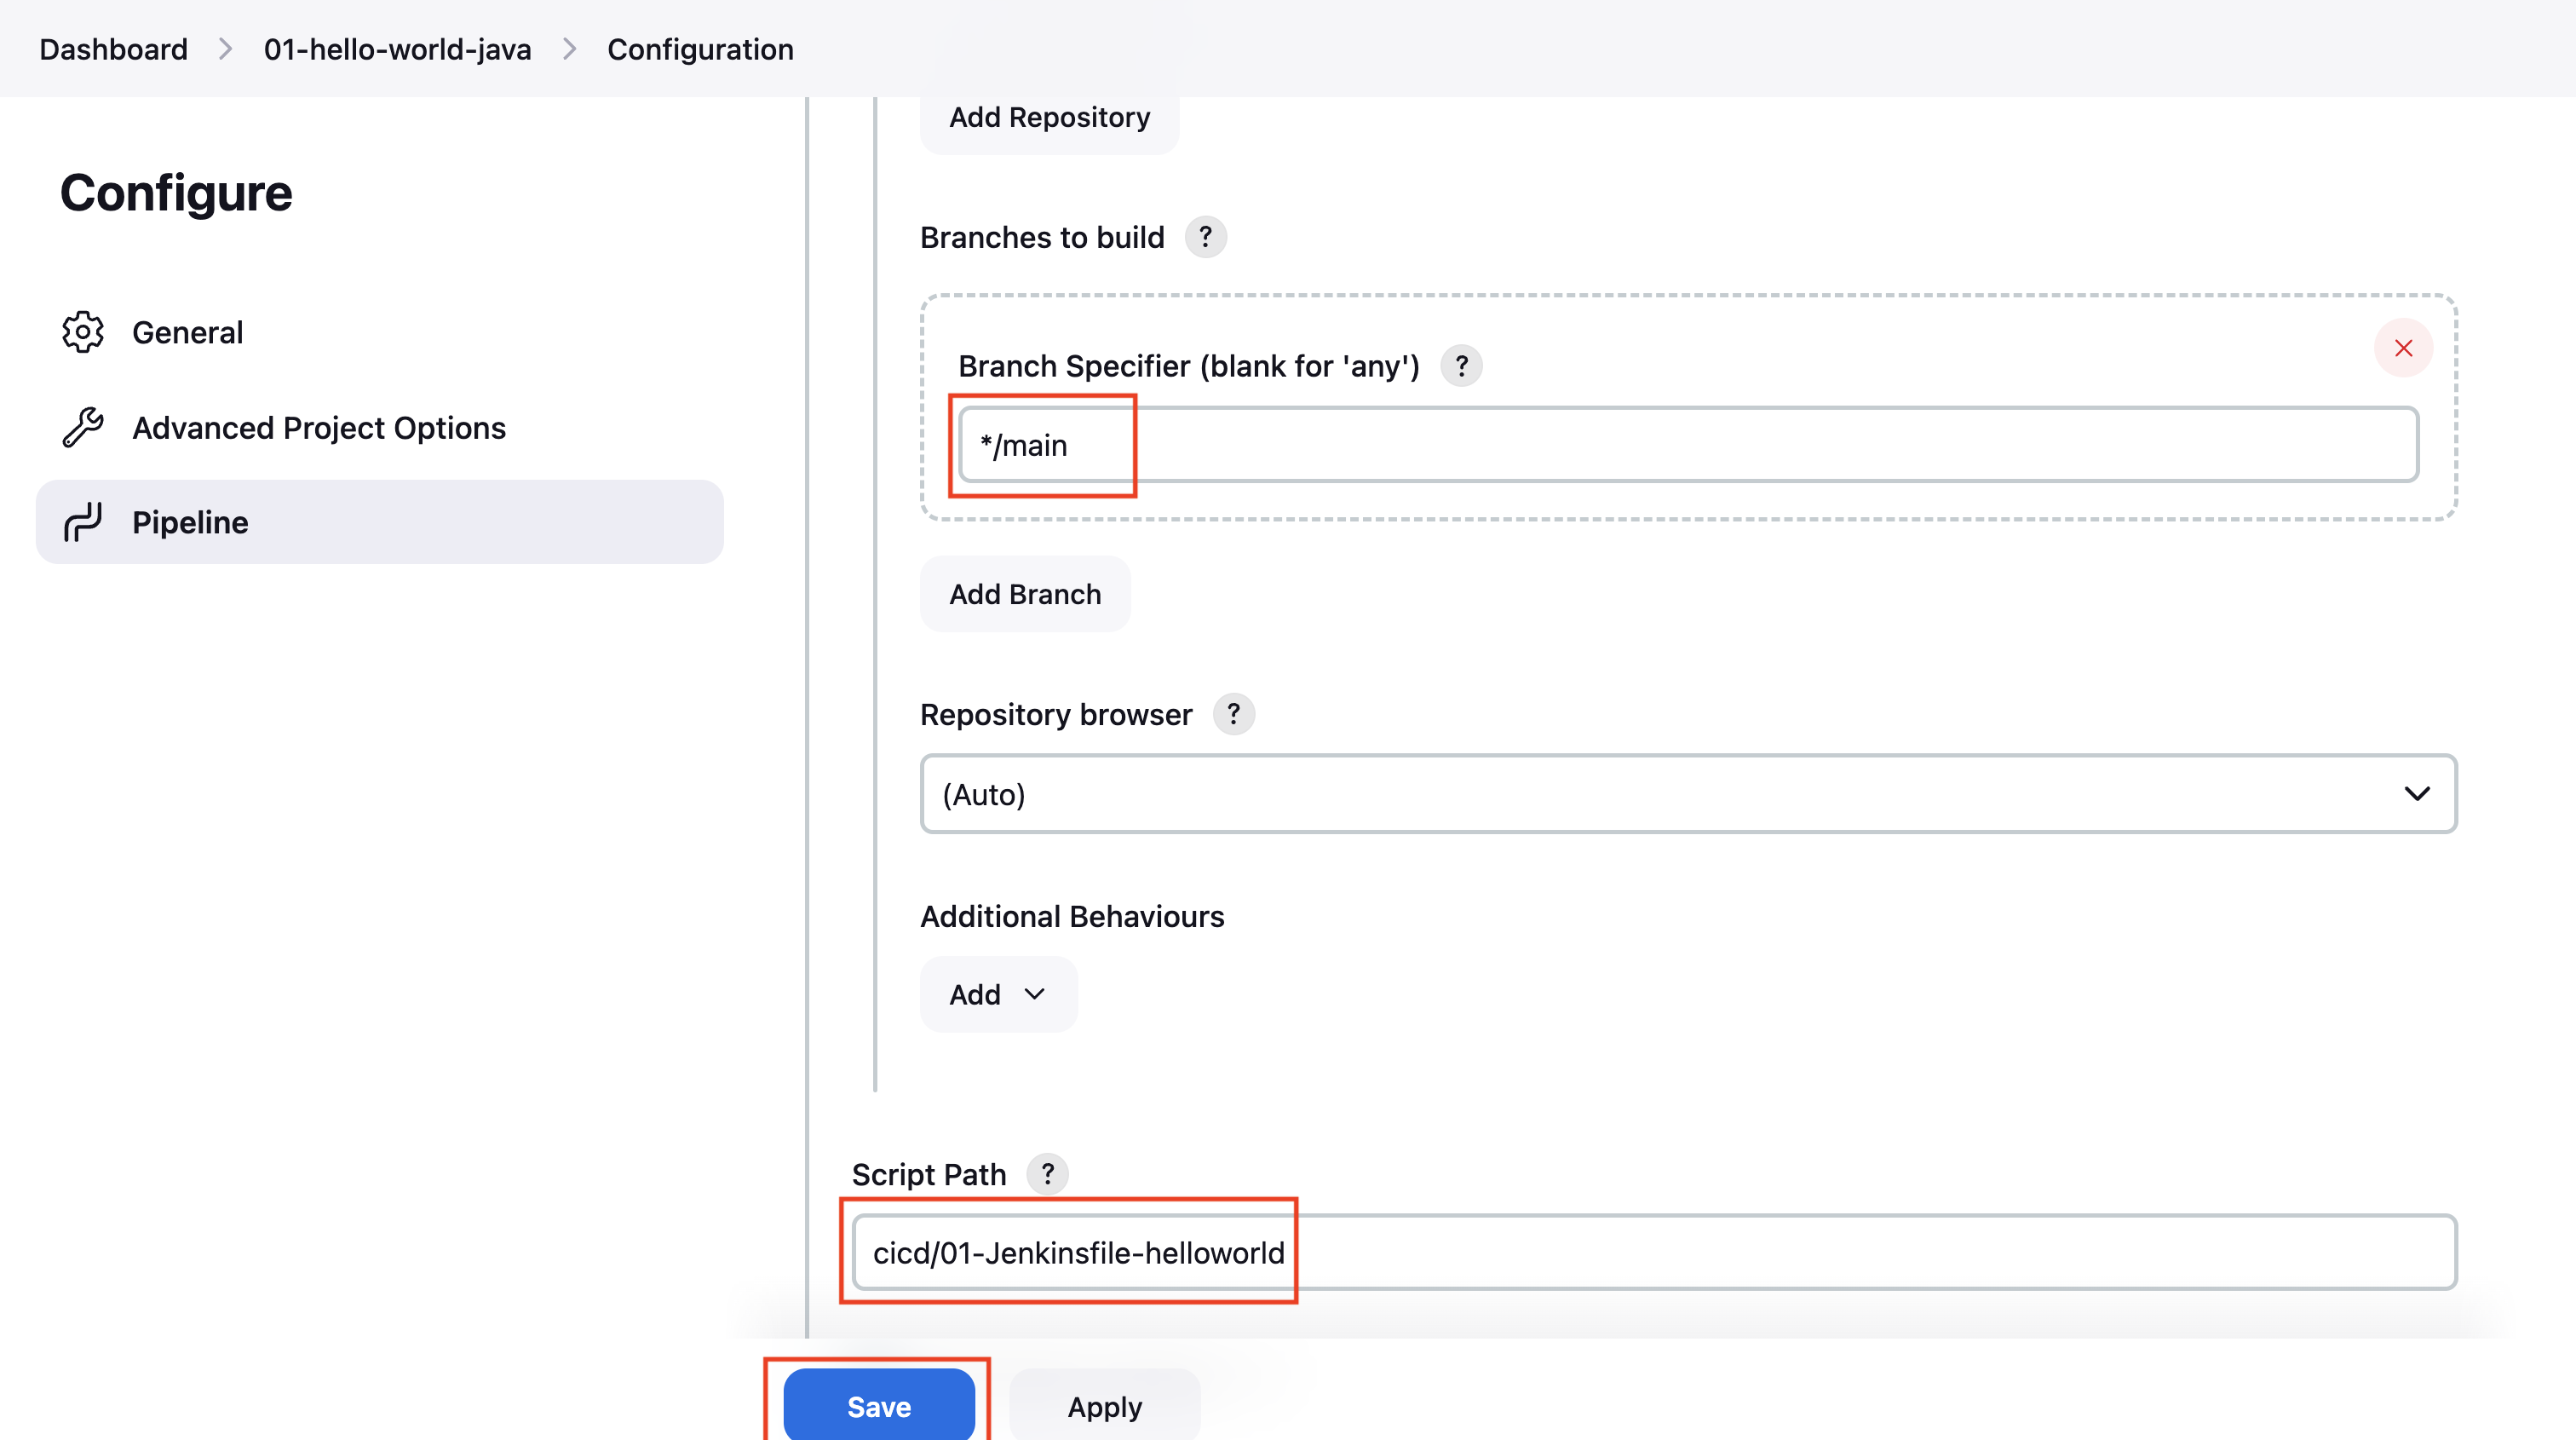 Dashboard > 01-hello-world-java > Configuration
Configure
General
Advanced Project Options
Pipeline
Add Repository
Branches to build ?
Branch Specifier (blank for 'any') ?
*/main
Add Branch
Repository browser ?
(Auto)
Additional Behaviours
Add
Script Path ?
cicd/01-Jenkinsfile-helloworld
Save
Apply